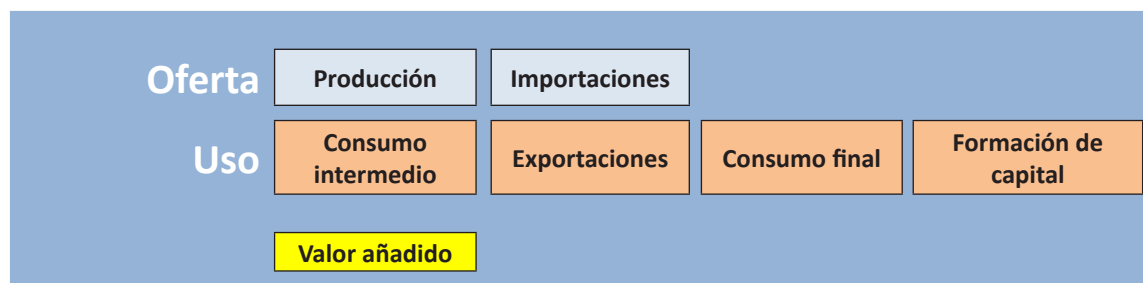 Oferta
Producción
Importaciones
Uso
Consumo
intermedio
Exportaciones
Consumo final
Formación de
capital
Valor añadido